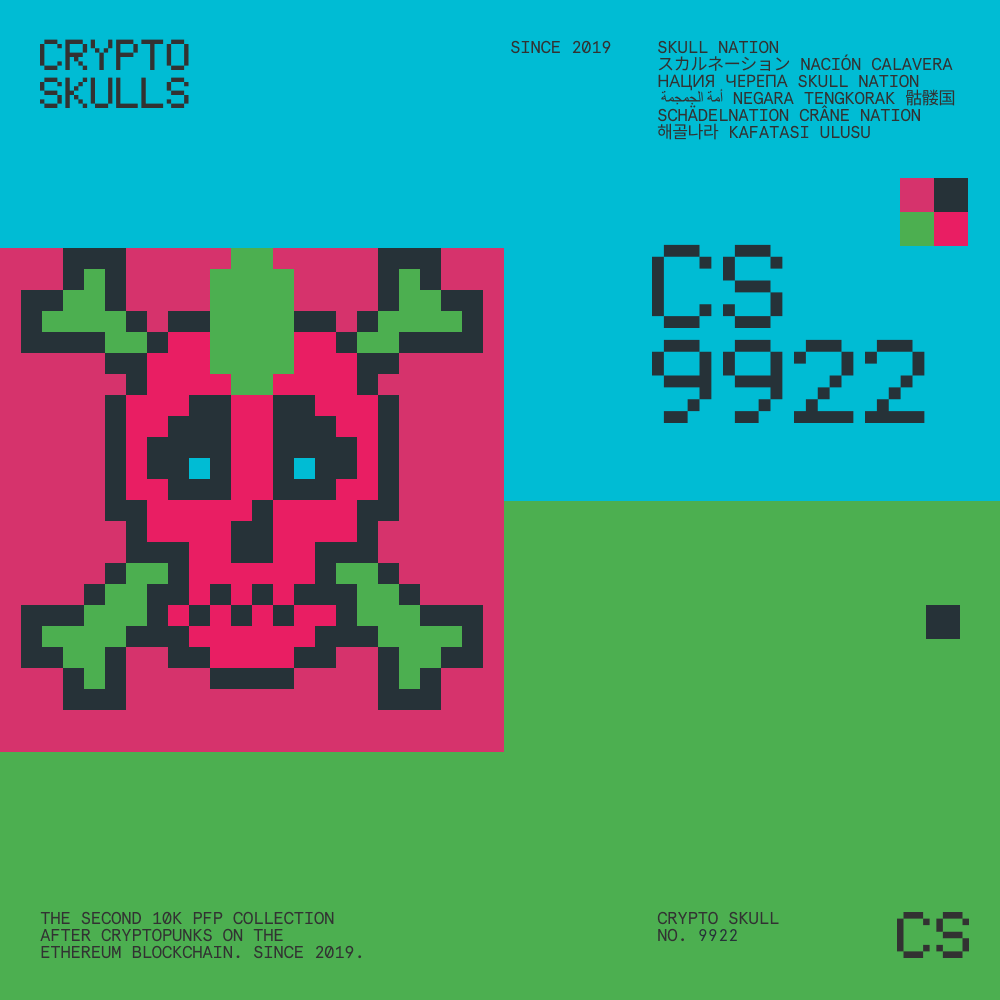 CRYPTO
SKULLS
SINCE 2019
SKULL NATION
スカルネーション NACIÓN CALAVERA
НАЦИЯ ЧЕРЕПА SKULL NATION
أمة الجمجمة NEGARA TENGKORAK 骷髅国
SCHÄDELNATION CRÂNE NATION
해골나라 KAFATASI ULUSU
CS
9922
THE SECOND 10K PFP COLLECTION
AFTER CRYPTOPUNKS ON THE
ETHEREUM BLOCKCHAIN. SINCE 2019.
CRYPTO SKULL
NO. 9922
CS